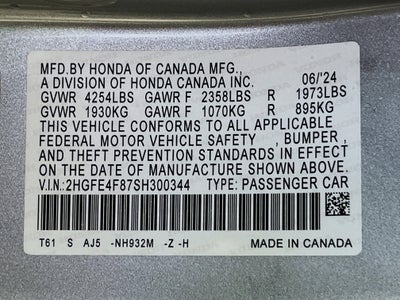 MFD.BY HONDA OF CANADA MFG.,
A DIVISION OF HONDA CANADA INC. 06/'24
GVWR 4254LBS GAWR F 2358LBS R 1973LBS
GVWR 1930KG GAWR F 1070KG R 895KG
THIS VEHICLE CONFORMS TO ALL APPLICABLE
FEDERAL MOTOR VEHICLE SAFETY , BUMPER ,
AND THEFT PREVENTION STANDARDS IN EFFECT
ON THE DATE OF MANUFACTURE SHOWN ABOVE.
V.I.N:2HGFE4F87SH300344 TYPE: PASSENGER CAR
T61 S AJ5 -NH932M -Z -H MADE IN CANADA